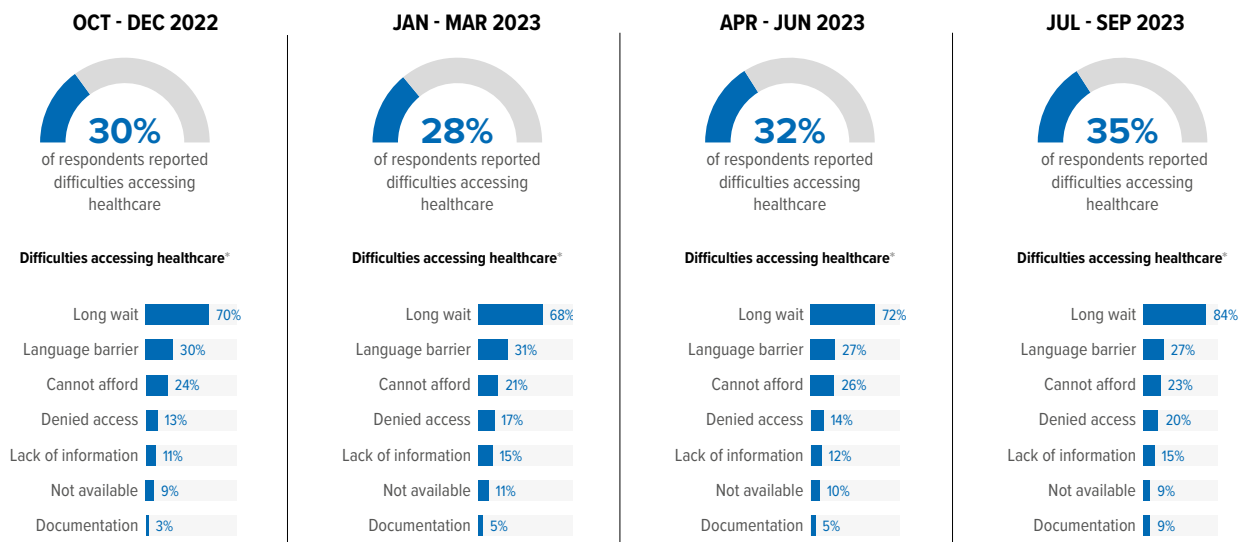 OCT - DEC 2022
30%
of respondents reported
difficulties accessing
healthcare
Difficulties accessing healthcare*
Long wait 70%
Language barrier 30%
Cannot afford 24%
Denied access 13%
Lack of information 11%
Not available 9%
Documentation 3%
JAN - MAR 2023
28%
of respondents reported
difficulties accessing
healthcare
Difficulties accessing healthcare*
Long wait 68%
Language barrier 31%
Cannot afford 21%
Denied access 17%
Lack of information 15%
Not available 11%
Documentation 5%
APR - JUN 2023
32%
of respondents reported
difficulties accessing
healthcare
Difficulties accessing healthcare*
Long wait 72%
Language barrier 27%
Cannot afford 26%
Denied access 14%
Lack of information 12%
Not available 10%
Documentation 5%
JUL - SEP 2023
35%
of respondents reported
difficulties accessing
healthcare
Difficulties accessing healthcare*
Long wait 84%
Language barrier 27%
Cannot afford 23%
Denied access 20%
Lack of information 15%
Not available 9%
Documentation 9%